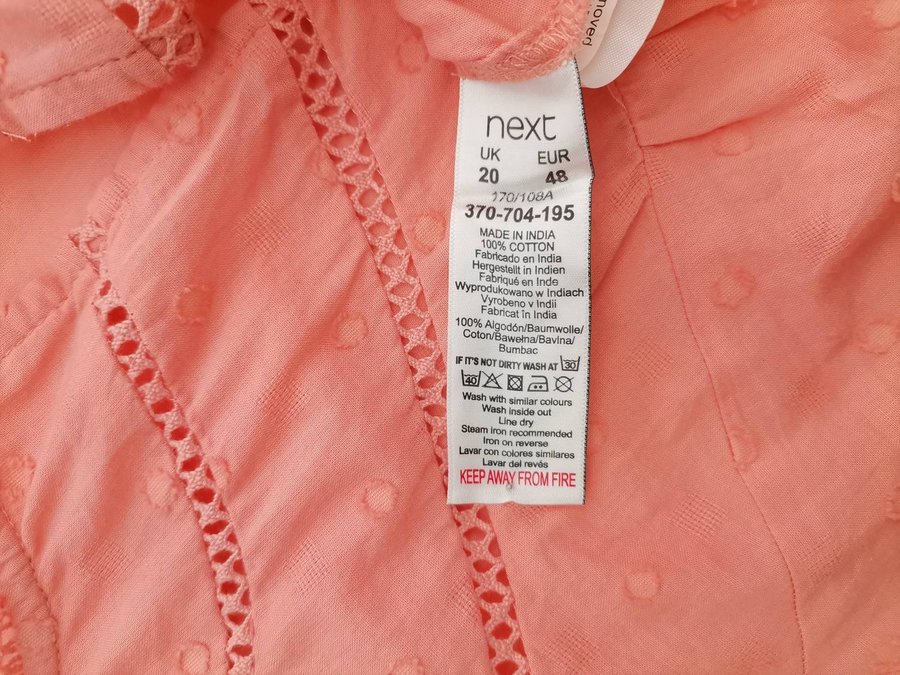 moved
next
UK EUR
20 48
170/108A
370-704-195
MADE IN INDIA
100% COTTON
Fabricado en India
Hergestellt in Indien
Fabriqué en Inde
Wyprodukowano w Indiach
Vyrobeno v Indii
Fabricat în India
100% Algodón/Baumwolle/
Coton/Bawełna/Bavlna/
Bumbac
IF IT'S NOT DIRTY WASH AT 30
40
Wash with similar colours
Wash inside out
Line dry
Steam iron recommended
Iron on reverse
Lavar con colores similares
Lavar del revés
KEEP AWAY FROM FIRE